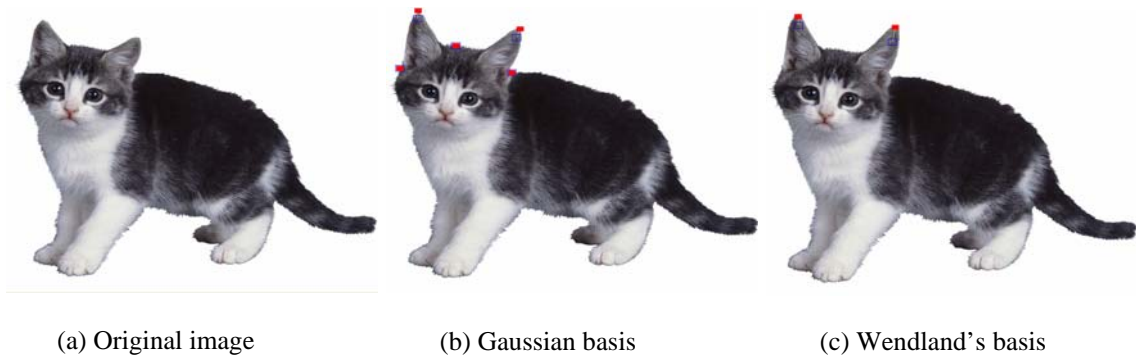 (a) Original image
(b) Gaussian basis
(c) Wendland's basis